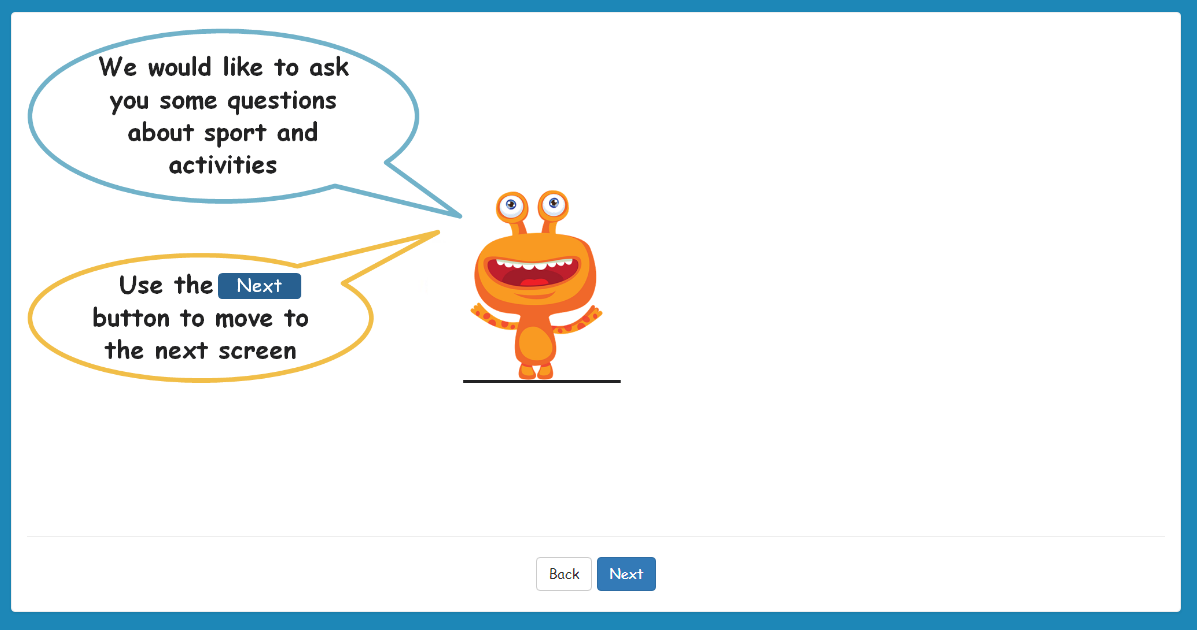 We would like to ask
you some questions
about sport and
activities
Use the Next
button to move to
the next screen
Back Next